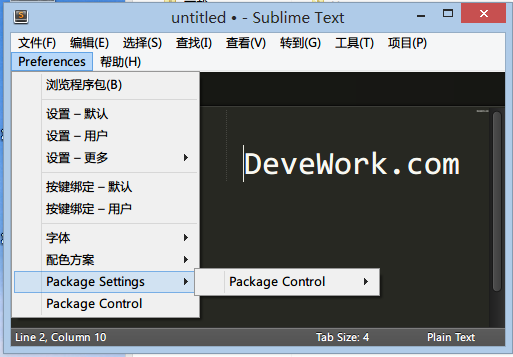 untitled • - Sublime Text
文件(F) 编辑(E) 选择(S) 查找(I) 查看(V) 转到(G) 工具(T) 项目(P)
Preferences 帮助(H)
浏览程序包(B)
设置 – 默认
设置 – 用户
设置 – 更多
按键绑定 – 默认
按键绑定 – 用户
字体
配色方案
Package Settings
Package Control
Package Control
DeveWork.com
Line 2, Column 10 Tab Size: 4 Plain Text